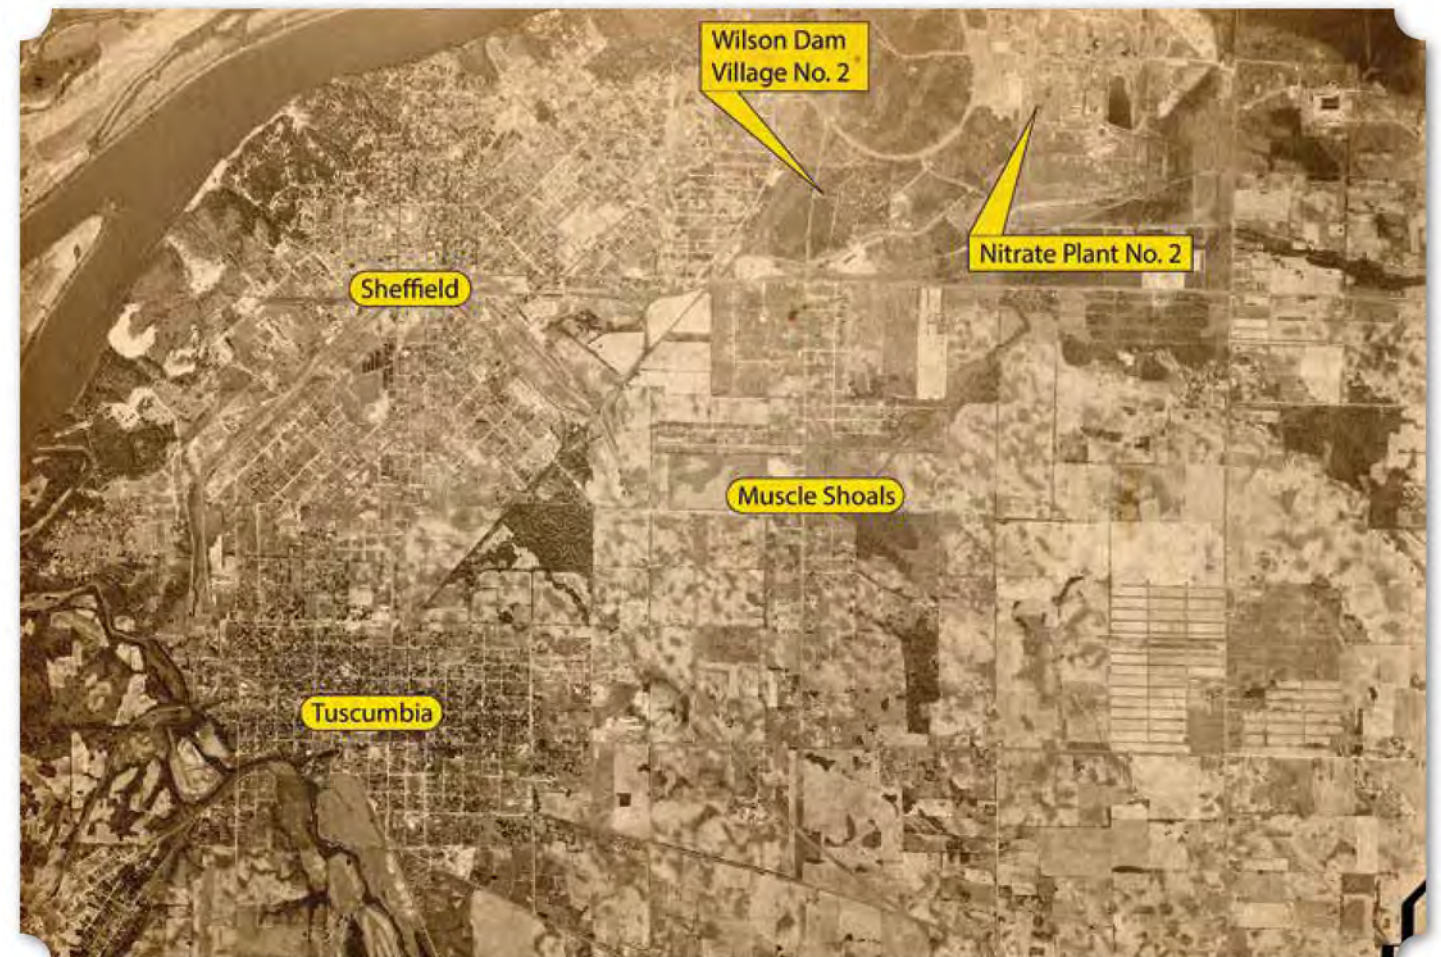 Wilson Dam
Village No. 2
Nitrate Plant No. 2
Sheffield
Muscle Shoals
Tuscumbia